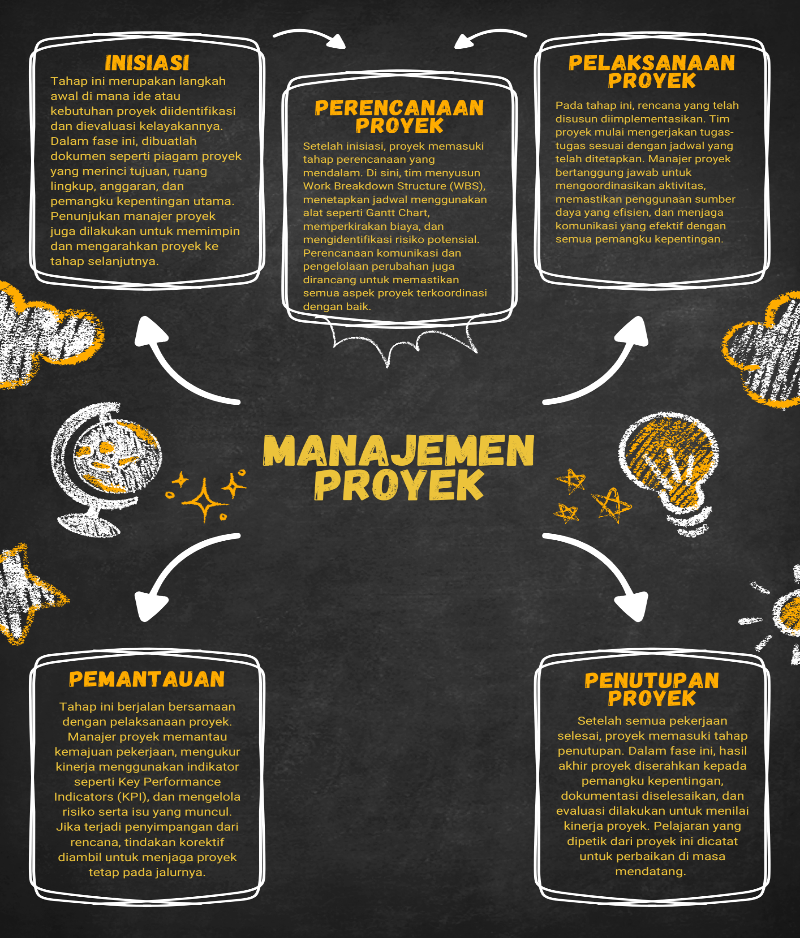 INISIASI
Tahap ini merupakan langkah
awal di mana ide atau
kebutuhan proyek diidentifikasi
dan dievaluasi kelayakannya.
Dalam fase ini, dibuatlah
dokumen seperti piagam proyek
yang merinci tujuan, ruang
lingkup, anggaran, dan
pemangku kepentingan utama.
Penunjukan manajer proyek
juga dilakukan untuk memimpin
dan mengarahkan proyek ke
tahap selanjutnya.
PERENCANAAN
PROYEK
Setelah inisiasi, proyek memasuki
tahap perencanaan yang
mendalam. Di sini, tim menyusun
Work Breakdown Structure (WBS),
menetapkan jadwal menggunakan
alat seperti Gantt Chart,
memperkirakan biaya, dan
mengidentifikasi risiko potensial.
Perencanaan komunikasi dan
pengelolaan perubahan juga
dirancang untuk memastikan
semua aspek proyek terkoordinasi
dengan baik.
PELAKSANAAN
PROYEK
Pada tahap ini, rencana yang telah
disusun diimplementasikan. Tim
proyek mulai mengerjakan tugas-
tugas sesuai dengan jadwal yang
telah ditetapkan. Manajer proyek
bertanggung jawab untuk
mengoordinasikan aktivitas,
memastikan penggunaan sumber
daya yang efisien, dan menjaga
komunikasi yang efektif dengan
semua pemangku kepentingan.
MANAJEMEN
PROYEK
PEMANTAUAN
Tahap ini berjalan bersamaan
dengan pelaksanaan proyek.
Manajer proyek memantau
kemajuan pekerjaan, mengukur
kinerja menggunakan indikator
seperti Key Performance
Indicators (KPI), dan mengelola
risiko serta isu yang muncul.
Jika terjadi penyimpangan dari
rencana, tindakan korektif
diambil untuk menjaga proyek
tetap pada jalurnya.
PENUTUPAN
PROYEK
Setelah semua pekerjaan
selesai, proyek memasuki tahap
penutupan. Dalam fase ini, hasil
akhir proyek diserahkan kepada
pemangku kepentingan,
dokumentasi diselesaikan, dan
evaluasi dilakukan untuk menilai
kinerja proyek. Pelajaran yang
dipetik dari proyek ini dicatat
untuk perbaikan di masa
mendatang.